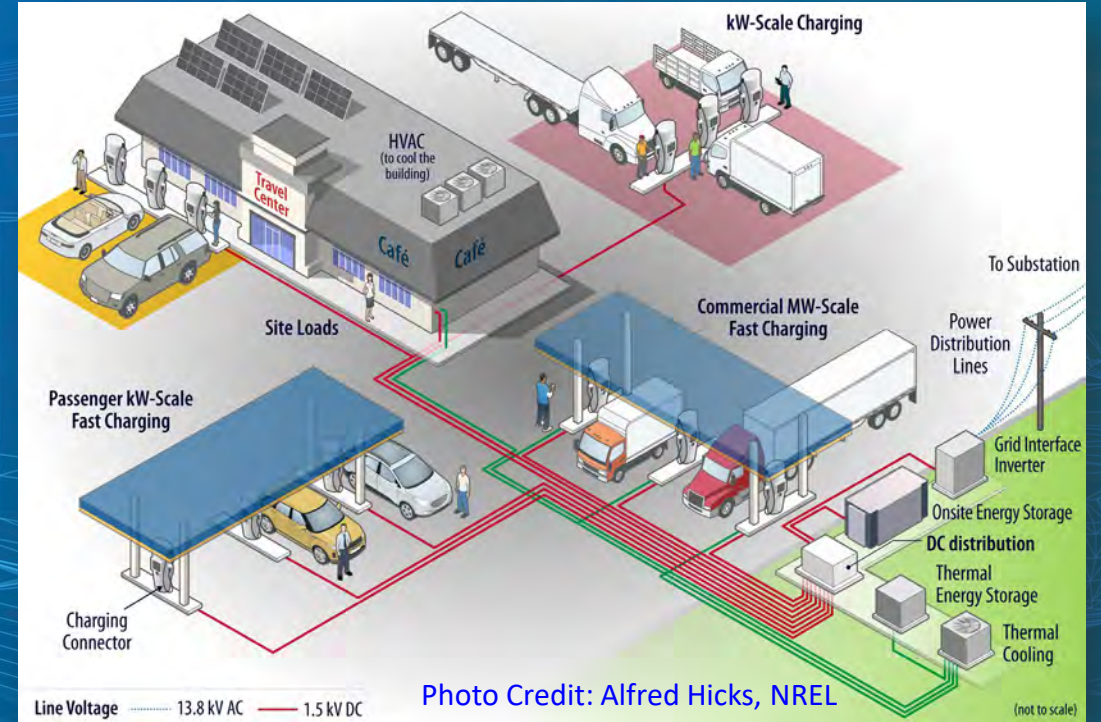 kW-Scale Charging
HVAC
(to cool the
building)
Travel
Center
Café
Café
To Substation
Site Loads
Commercial MW-Scale
Fast Charging
Power
Distribution
Lines
Passenger kW-Scale
Fast Charging
Grid Interface
Inverter
Onsite Energy Storage
DC distribution
Thermal
Energy Storage
Charging
Connector
Thermal
Cooling
Line Voltage 13.8 kV AC 1.5 kV DC
Photo Credit: Alfred Hicks, NREL
(not to scale)